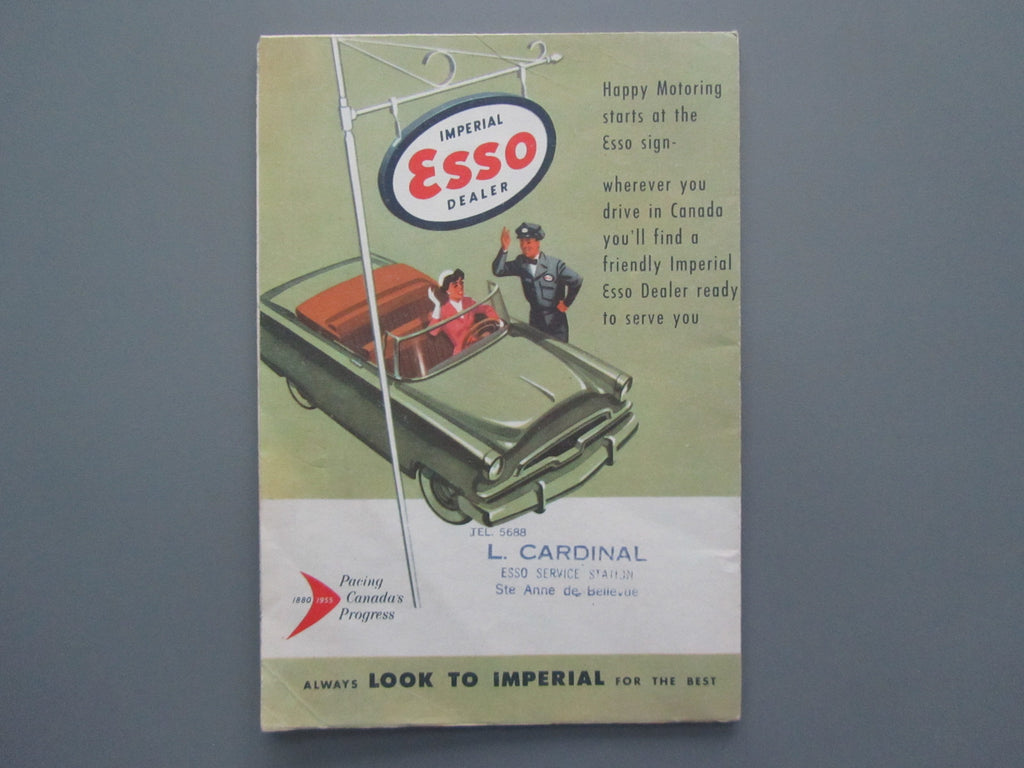 IMPERIAL
Esso
DEALER
Happy Motoring
starts at the
Esso sign-
wherever you
drive in Canada
you'll find a
friendly Imperial
Esso Dealer ready
to serve you
TEL. 5688
L. CARDINAL
ESSO SERVICE STATION
Ste Anne de Bellevue
1880 1955
Pacing
Canada's
Progress
ALWAYS LOOK TO IMPERIAL FOR THE BEST